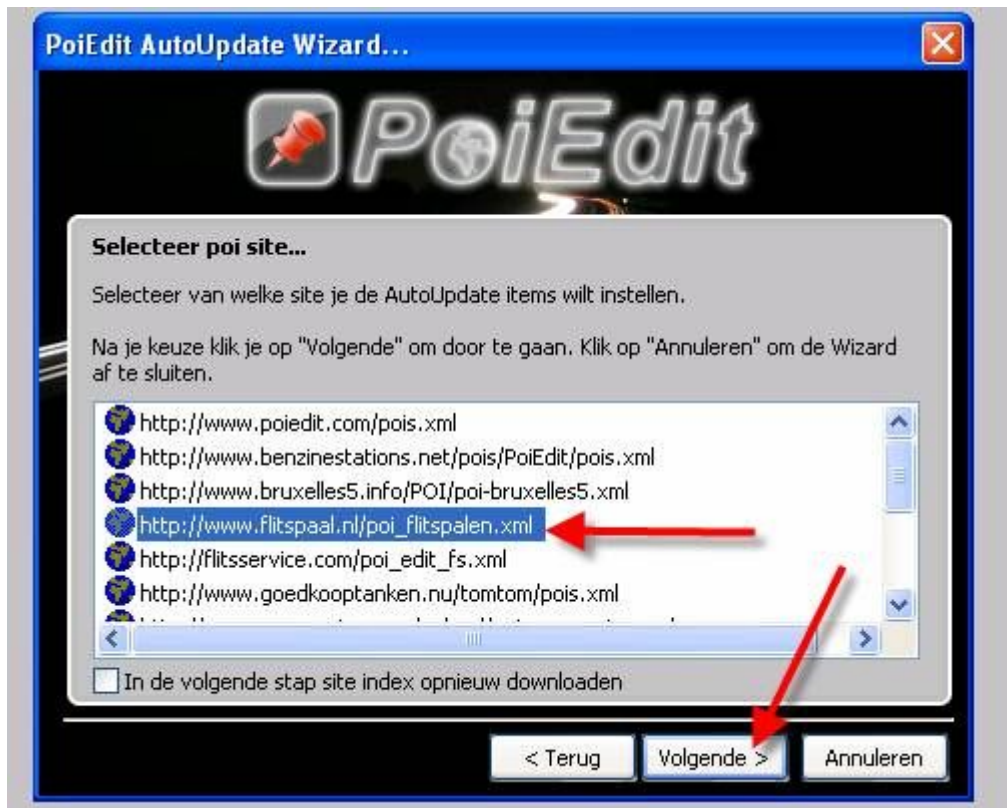 PoiEdit AutoUpdate Wizard...
PoiEdit
Selecteer poi site...
Selecteer van welke site je de AutoUpdate items wilt instellen.
Na je keuze klik je op "Volgende" om door te gaan. Klik op "Annuleren" om de Wizard
af te sluiten.
http://www.poiedit.com/pois.xml
http://www.benzinestations.net/pois/PoiEdit/pois.xml
http://www.bruxelles5.info/POI/poi-bruxelles5.xml
http://www.flitspaal.nl/poi_flitspalen.xml
http://flitsservice.com/poi_edit_fs.xml
http://www.goedkooptanken.nu/tomtom/pois.xml
In de volgende stap site index opnieuw downloaden
< Terug
Volgende >
Annuleren